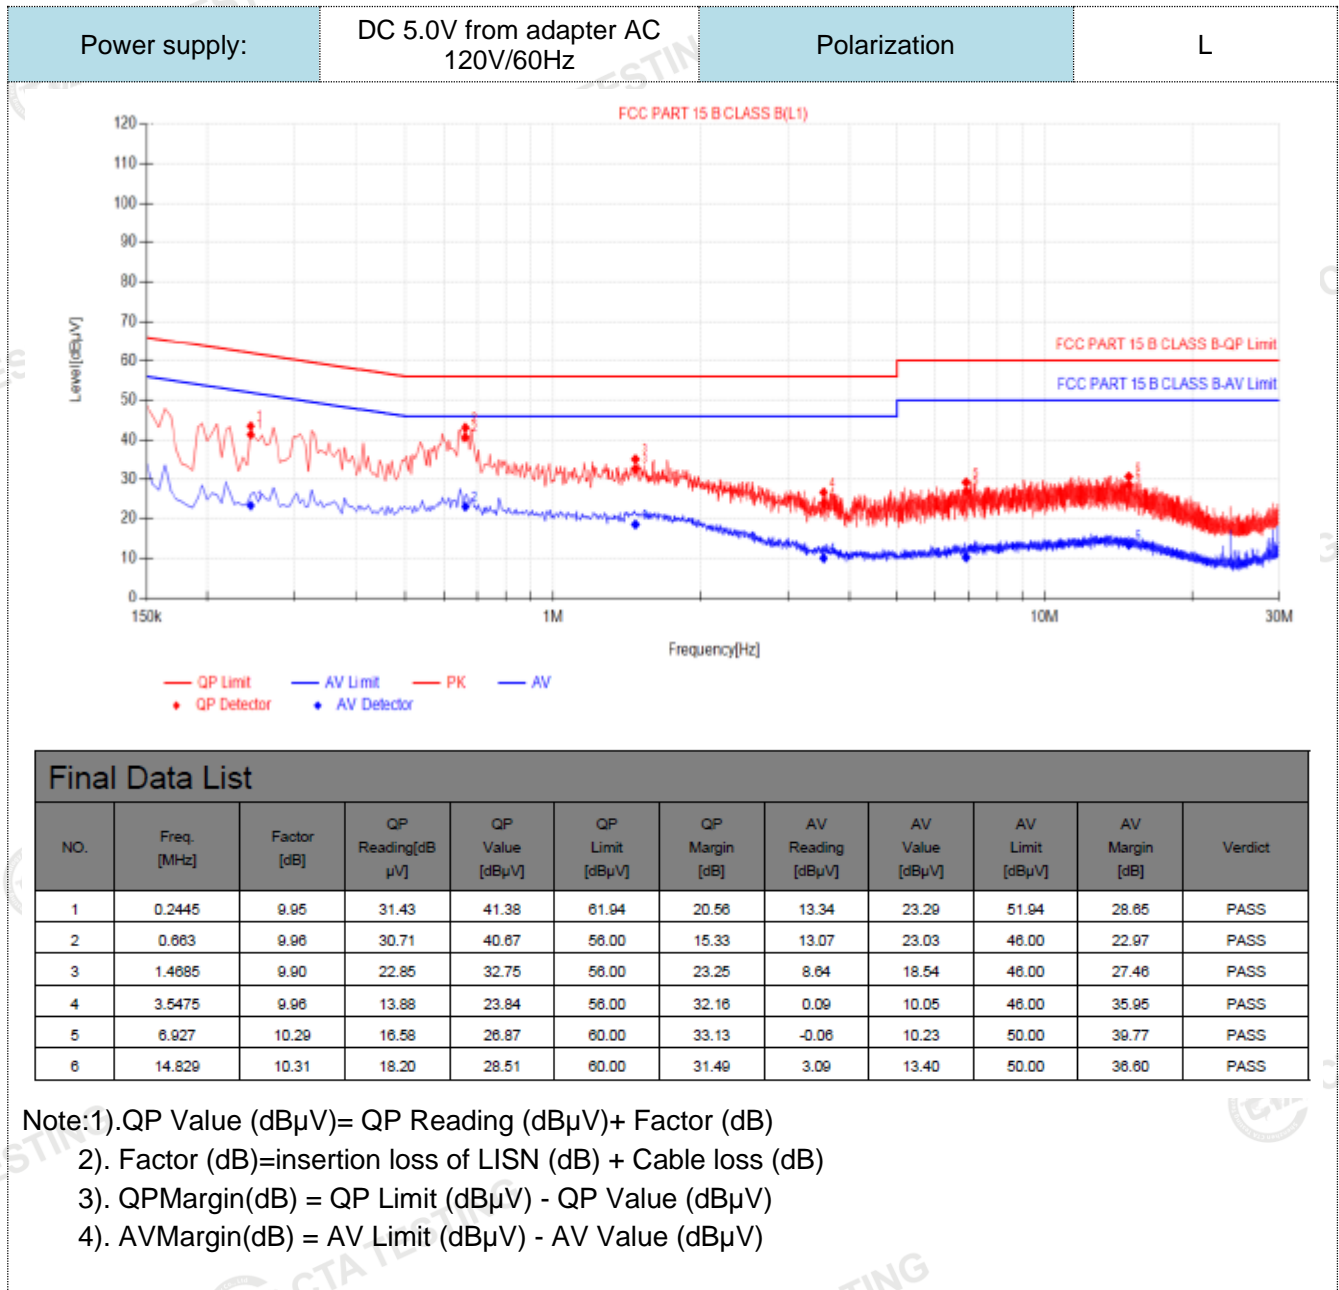 Power supply:
DC 5.0V from adapter AC
120V/60Hz
Polarization
L
FCC PART 15 B CLASS B(L1)
120
110
100
90
80
70
60
50
40
30
20
10
0
Level[dBµV]
FCC PART 15 B CLASS B-QP Limit
FCC PART 15 B CLASS B-AV Limit
150k 1M 10M 30M
Frequency[Hz]
QP Limit AV Limit PK AV
QP Detector AV Detector
Final Data List
NO. Freq. [MHz] Factor [dB] QP Reading[dB µV] QP Value [dBµV] QP Limit [dBµV] QP Margin [dB] AV Reading [dBµV] AV Value [dBµV] AV Limit [dBµV] AV Margin [dB] Verdict
1 0.2445 9.95 31.43 41.38 61.94 20.56 13.34 23.29 51.94 28.65 PASS
2 0.663 9.96 30.71 40.67 56.00 15.33 13.07 23.03 46.00 22.97 PASS
3 1.4685 9.90 22.85 32.75 56.00 23.25 8.64 18.54 46.00 27.46 PASS
4 3.5475 9.96 13.88 23.84 56.00 32.16 0.09 10.05 46.00 35.95 PASS
5 6.927 10.29 16.58 26.87 60.00 33.13 -0.06 10.23 50.00 39.77 PASS
6 14.829 10.31 18.20 28.51 60.00 31.49 3.09 13.40 50.00 36.60 PASS
Note:1).QP Value (dBµV)= QP Reading (dBµV)+ Factor (dB)
2). Factor (dB)=insertion loss of LISN (dB) + Cable loss (dB)
3). QPMargin(dB) = QP Limit (dBµV) - QP Value (dBµV)
4). AVMargin(dB) = AV Limit (dBµV) - AV Value (dBµV)
CTA TESTING